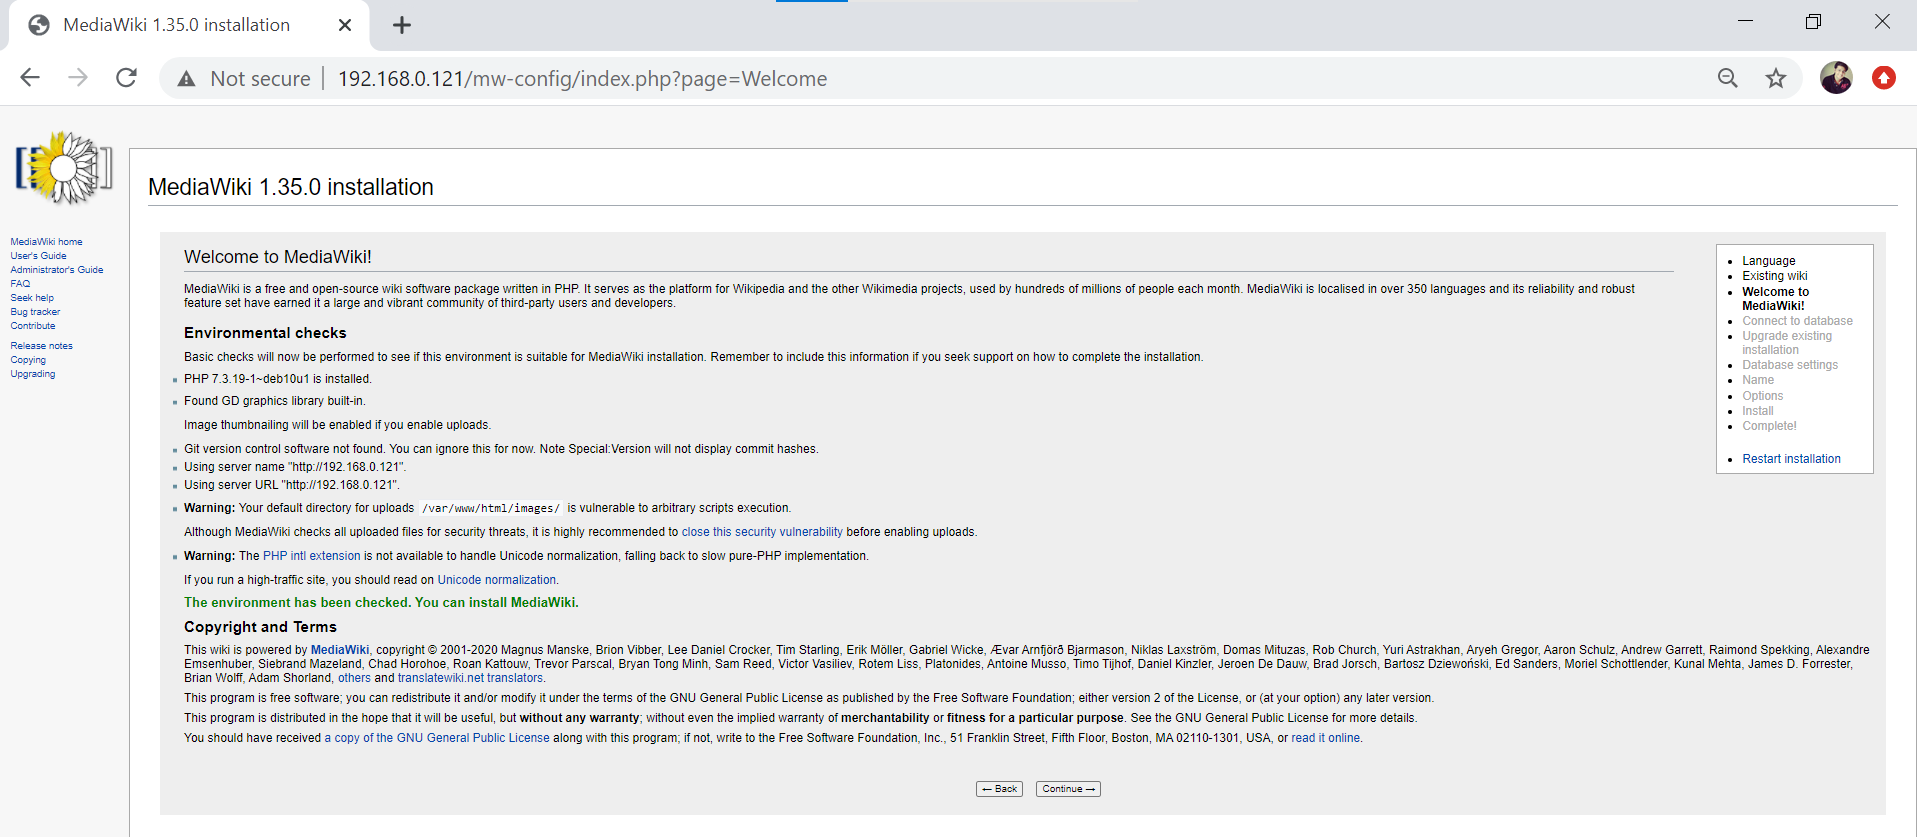 MediaWiki 1.35.0 installation
Not secure
192.168.0.121/mw-config/index.php?page=Welcome
MediaWiki home
User's Guide
Administrator's Guide
FAQ
Seek help
Bug tracker
Contribute
Release notes
Copying
Upgrading
MediaWiki 1.35.0 installation
Welcome to MediaWiki!
MediaWiki is a free and open-source wiki software package written in PHP. It serves as the platform for Wikipedia and the other Wikimedia projects, used by hundreds of millions of people each month. MediaWiki is localised in over 350 languages and its reliability and robust
feature set have earned it a large and vibrant community of third-party users and developers.
Environmental checks
Basic checks will now be performed to see if this environment is suitable for MediaWiki installation. Remember to include this information if you seek support on how to complete the installation.
PHP 7.3.19-1~deb10u1 is installed.
Found GD graphics library built-in.
Image thumbnailing will be enabled if you enable uploads.
Git version control software not found. You can ignore this for now. Note Special:Version will not display commit hashes.
Using server name "http://192.168.0.121".
Using server URL "http://192.168.0.121".
Warning: Your default directory for uploads /var/www/html/images/ is vulnerable to arbitrary scripts execution.
Although MediaWiki checks all uploaded files for security threats, it is highly recommended to close this security vulnerability before enabling uploads.
Warning: The PHP intl extension is not available to handle Unicode normalization, falling back to slow pure-PHP implementation.
If you run a high-traffic site, you should read on Unicode normalization.
The environment has been checked. You can install MediaWiki.
Copyright and Terms
This wiki is powered by MediaWiki, copyright © 2001-2020 Magnus Manske, Brion Vibber, Lee Daniel Crocker, Tim Starling, Erik Möller, Gabriel Wicke, Ævar Arnfjörð Bjarmason, Niklas Laxström, Domas Mituzas, Rob Church, Yuri Astrakhan, Aryeh Gregor, Aaron Schulz, Andrew Garrett, Raimond Spekking, Alexandre
Emsenhuber, Siebrand Mazeland, Chad Horohoe, Roan Kattouw, Trevor Parscal, Bryan Tong Minh, Sam Reed, Victor Vasiliev, Rotem Liss, Platonides, Antoine Musso, Timo Tijhof, Daniel Kinzler, Jeroen De Dauw, Brad Jorsch, Bartosz Dziewoński, Ed Sanders, Moriel Schottlender, Kunal Mehta, James D. Forrester,
Brian Wolff, Adam Shorland, others and translatewiki.net translators.
This program is free software; you can redistribute it and/or modify it under the terms of the GNU General Public License as published by the Free Software Foundation; either version 2 of the License, or (at your option) any later version.
This program is distributed in the hope that it will be useful, but without any warranty; without even the implied warranty of merchantability or fitness for a particular purpose. See the GNU General Public License for more details.
You should have received a copy of the GNU General Public License along with this program; if not, write to the Free Software Foundation, Inc., 51 Franklin Street, Fifth Floor, Boston, MA 02110-1301, USA, or read it online.
← Back
Continue →
Language
Existing wiki
Welcome to
MediaWiki!
Connect to database
Upgrade existing
installation
Database settings
Name
Options
Install
Complete!
Restart installation